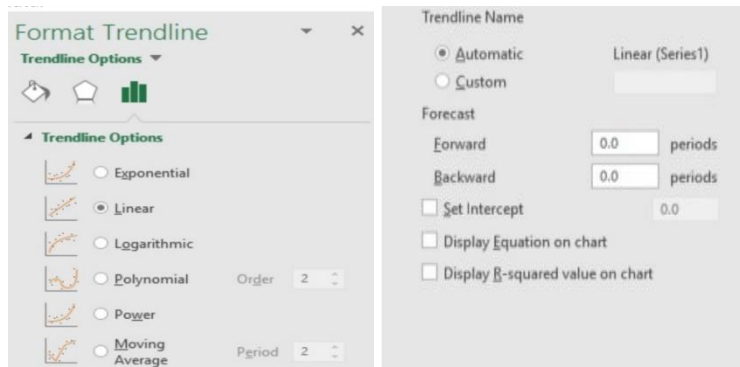 Format Trendline
Trendline Options
Trendline Options
Exponential
Linear
Logarithmic
Polynomial Order 2
Power
Moving
Average Period 2
Trendline Name
Automatic Linear (Series1)
Custom
Forecast
Forward 0.0 periods
Backward 0.0 periods
Set Intercept 0.0
Display Equation on chart
Display R-squared value on chart